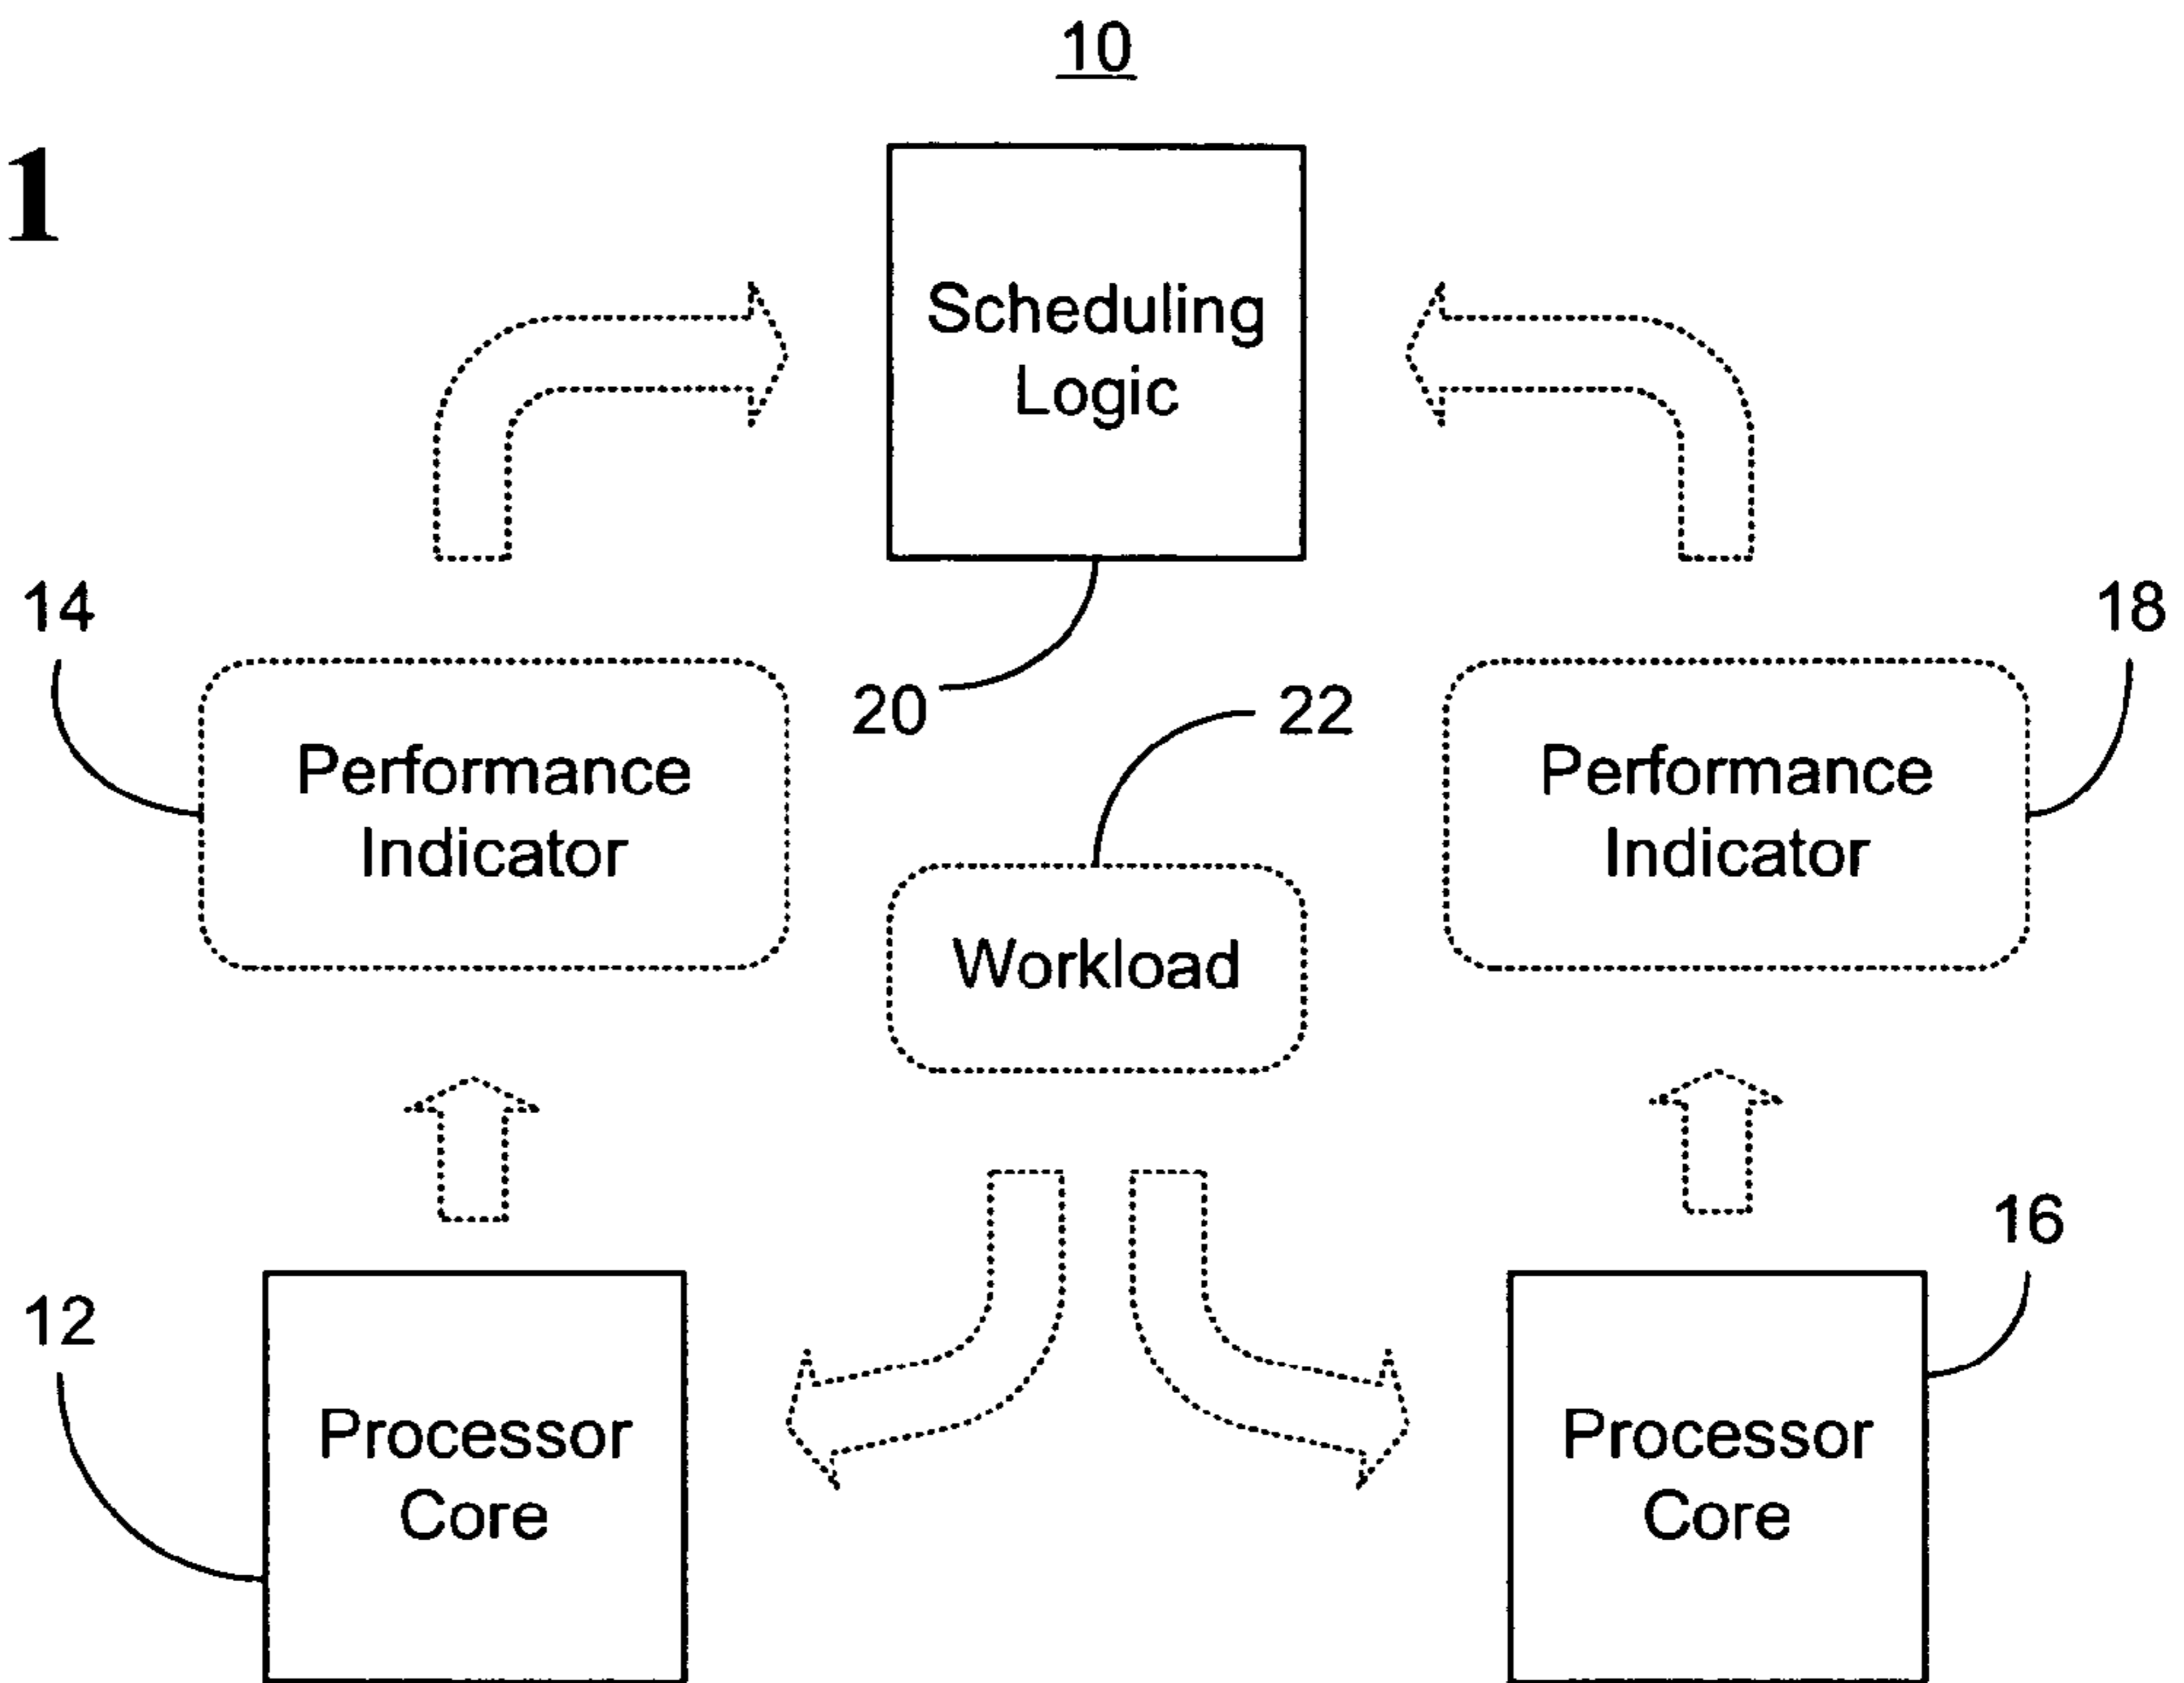 10
1
Scheduling
Logic
14
18
20
22
Performance
Indicator
Performance
Indicator
Workload
16
12
Processor
Core
Processor
Core